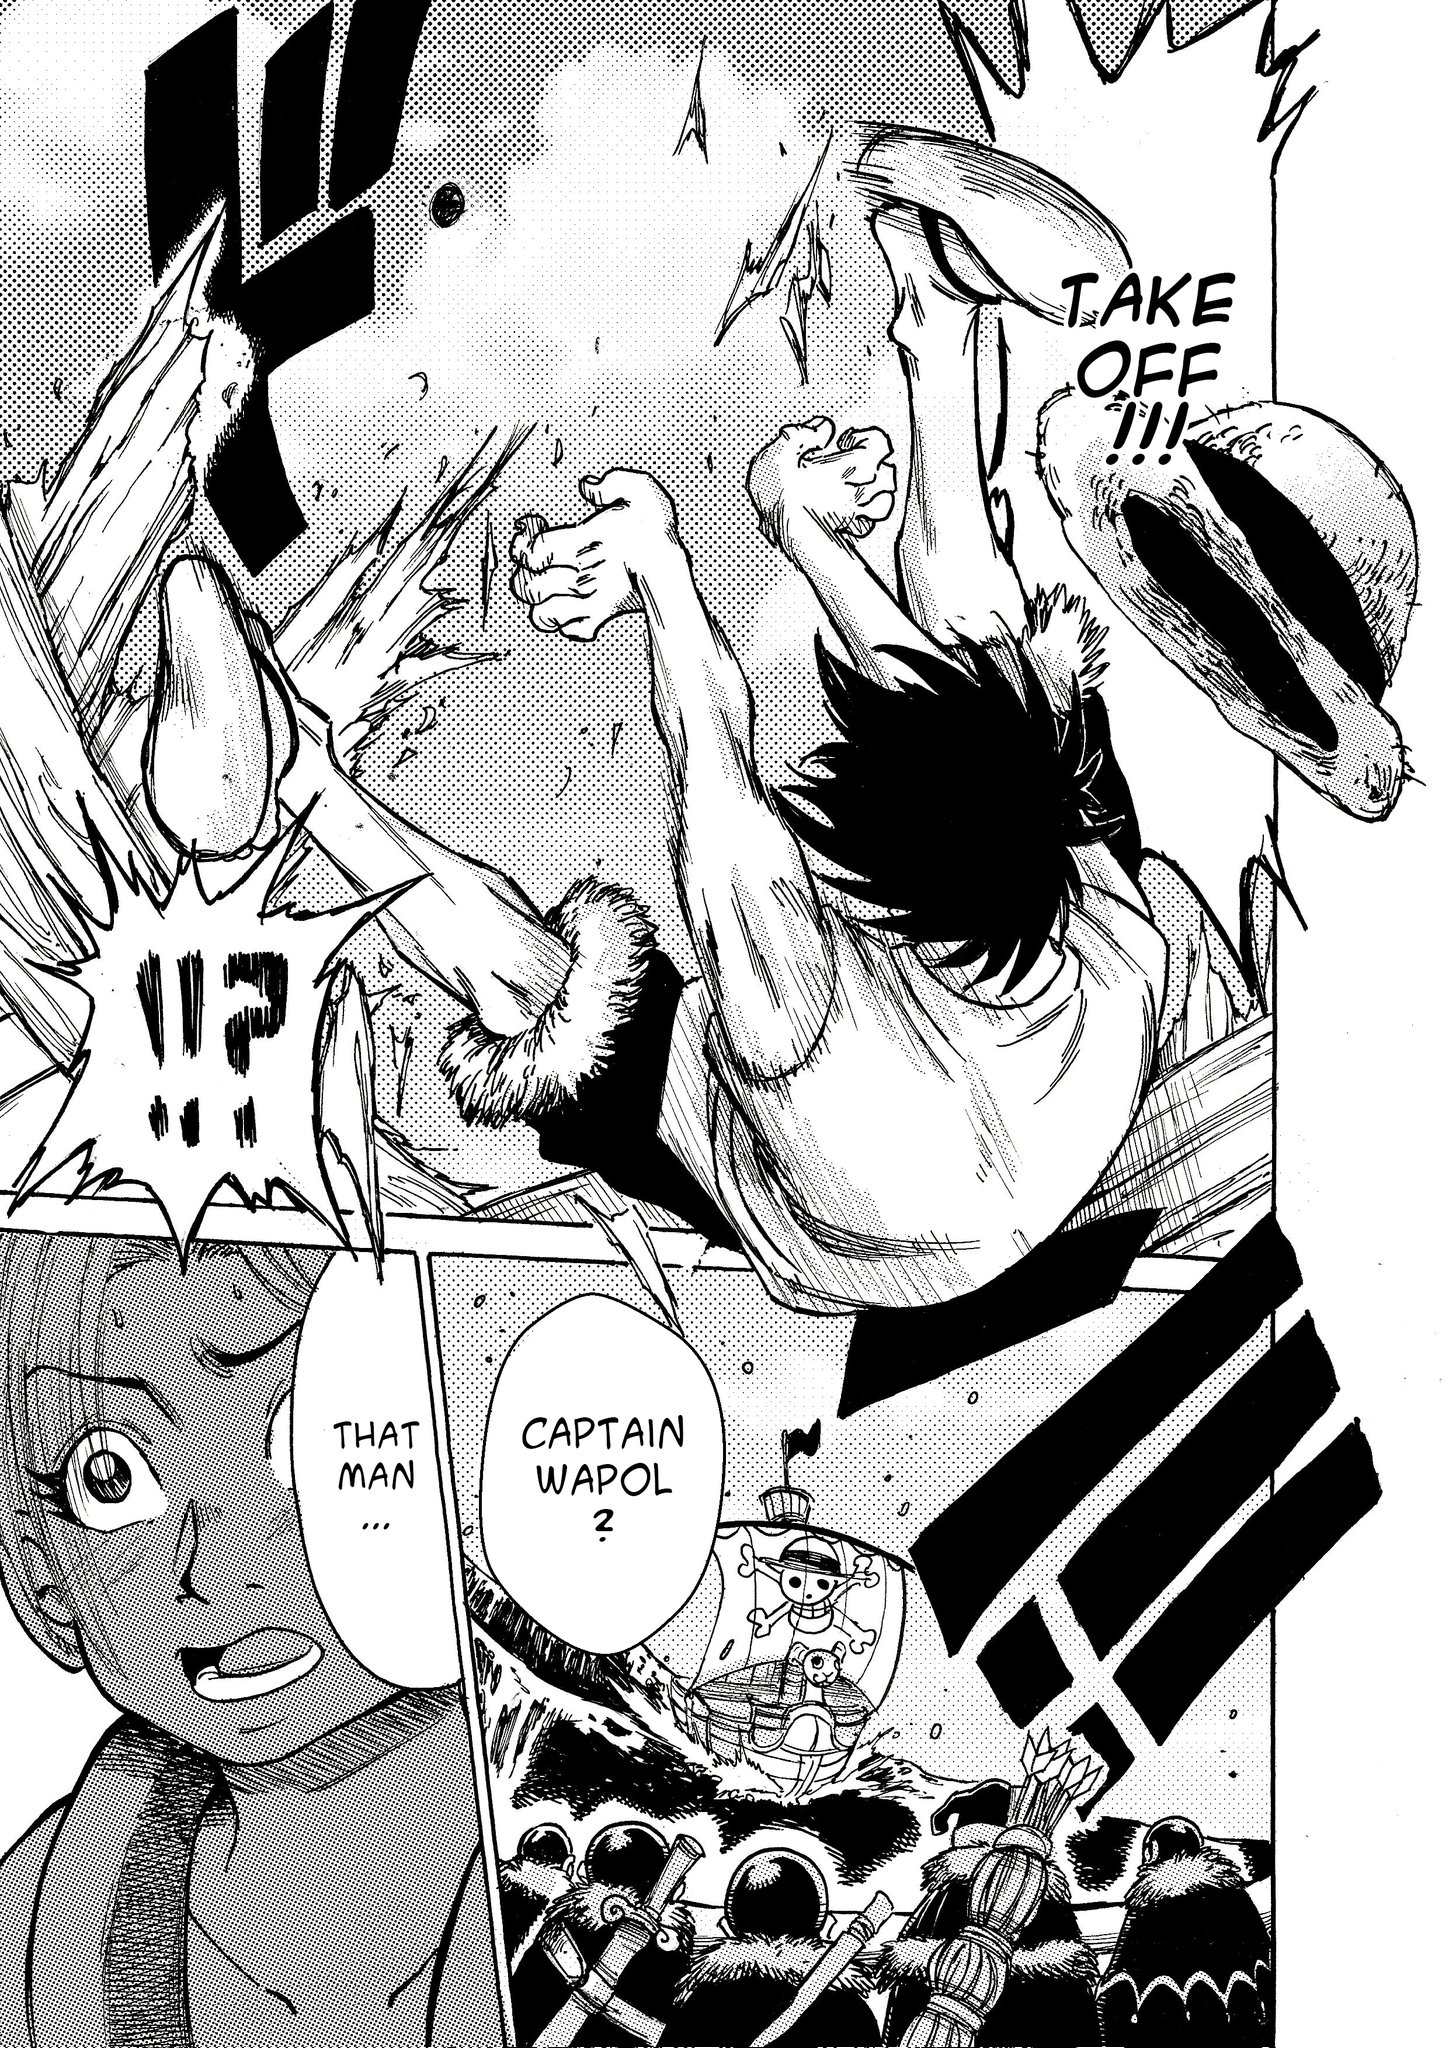 TAKE
OFF
!!!
!!?
CAPTAIN
WAPOL
?
THAT
MAN
...